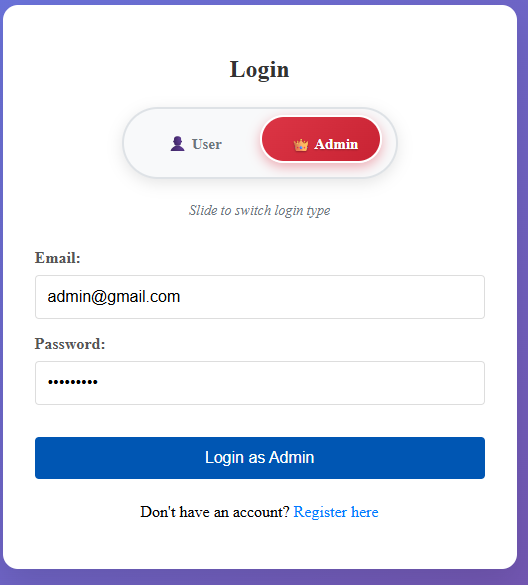 Login
User
Admin
Slide to switch login type
Email:
admin@gmail.com
Password:
•••••••••
Login as Admin
Don't have an account? Register here